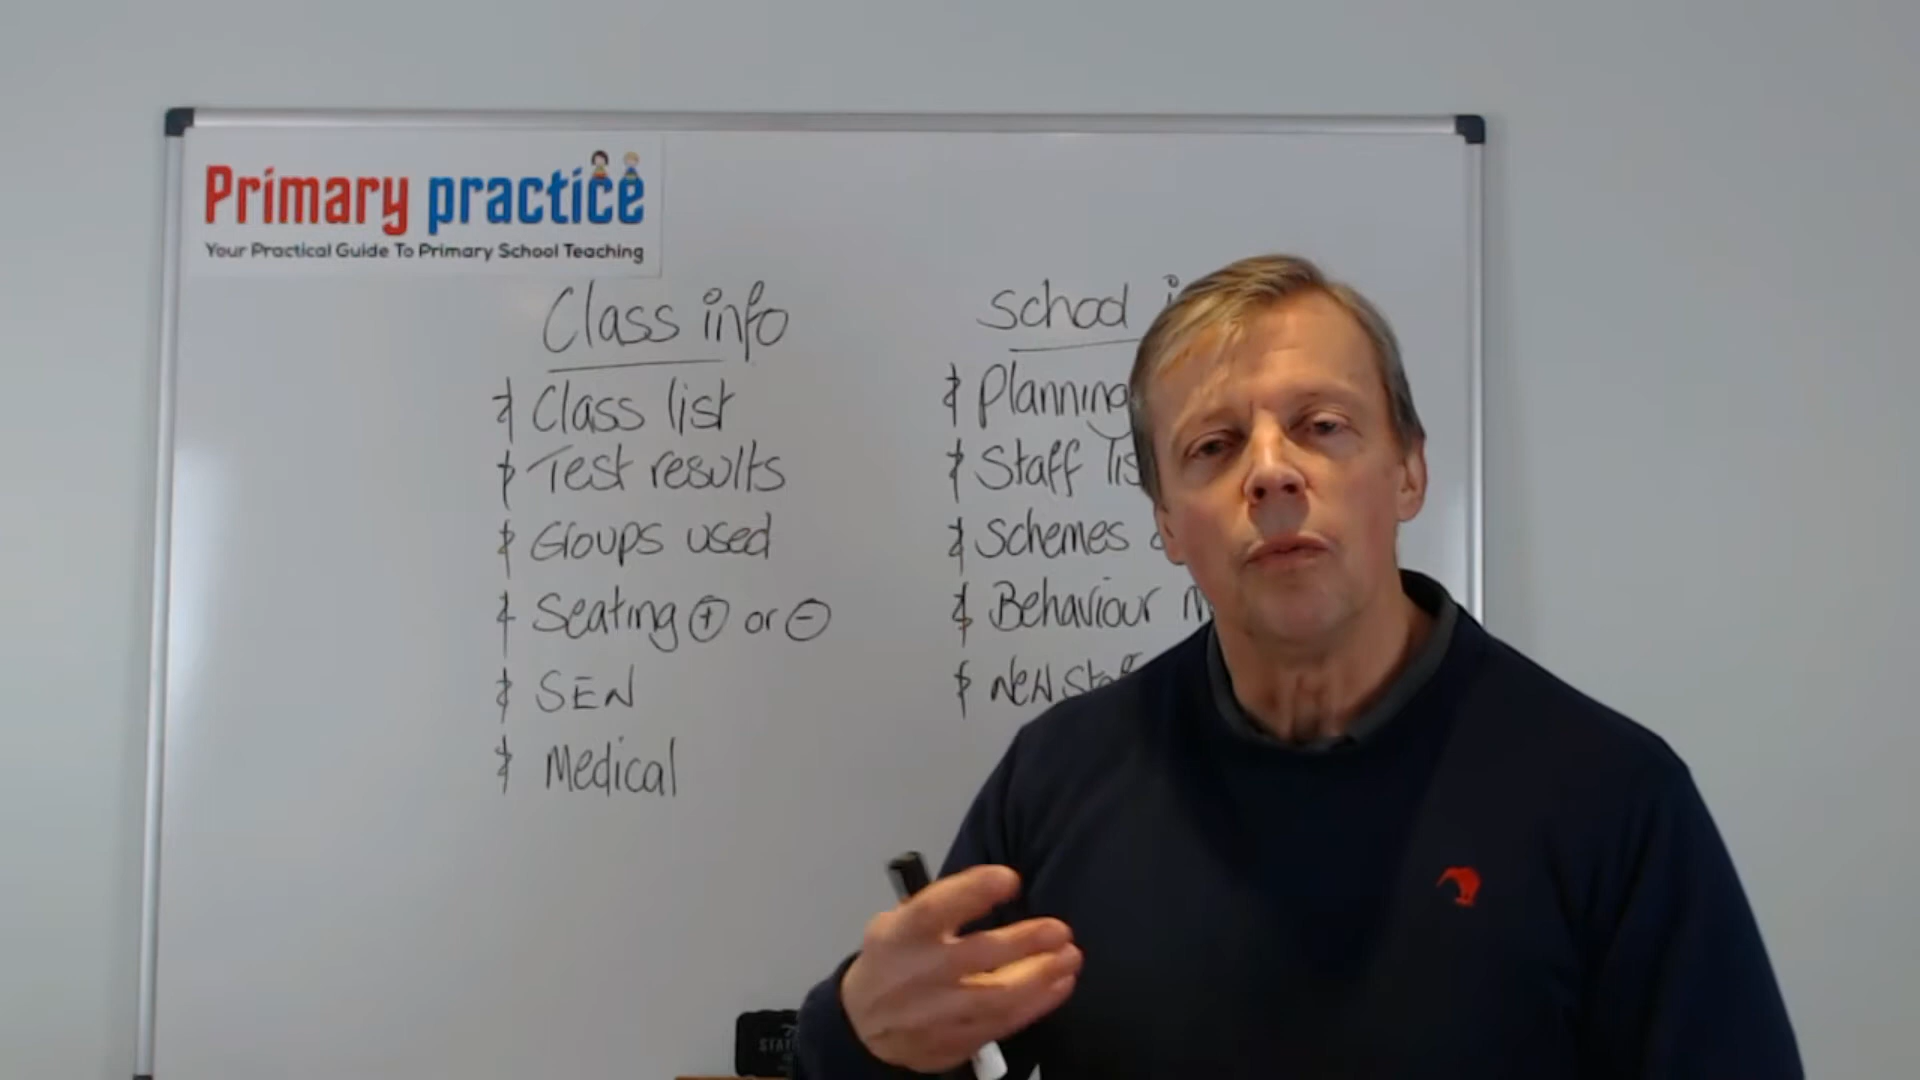 Primary practice
Your Practical Guide To Primary School Teaching
Class info
Class list
Test results
Groups used
Seating + or -
SEN
Medical
School
Planning
Staff
Schemes
Behaviour
New